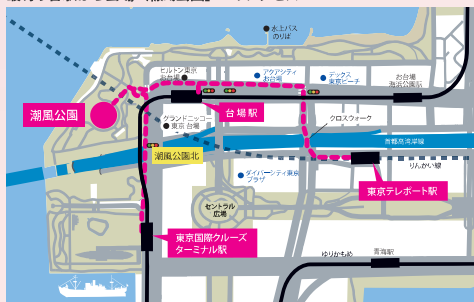 水上バス
のりば
ヒルトン東京
お台場
アクアシティ
お台場
デックス
東京ビーチ
お台場
海浜公園駅
潮風公園
台場駅
グランドニッコー
東京 台場
クロスウォーク
首都高湾岸線
潮風公園北
りんかい線
ダイバーシティ東京
プラザ
東京テレポート駅
セントラル
広場
東京国際クルーズ
ターミナル駅
ゆりかもめ
青海駅